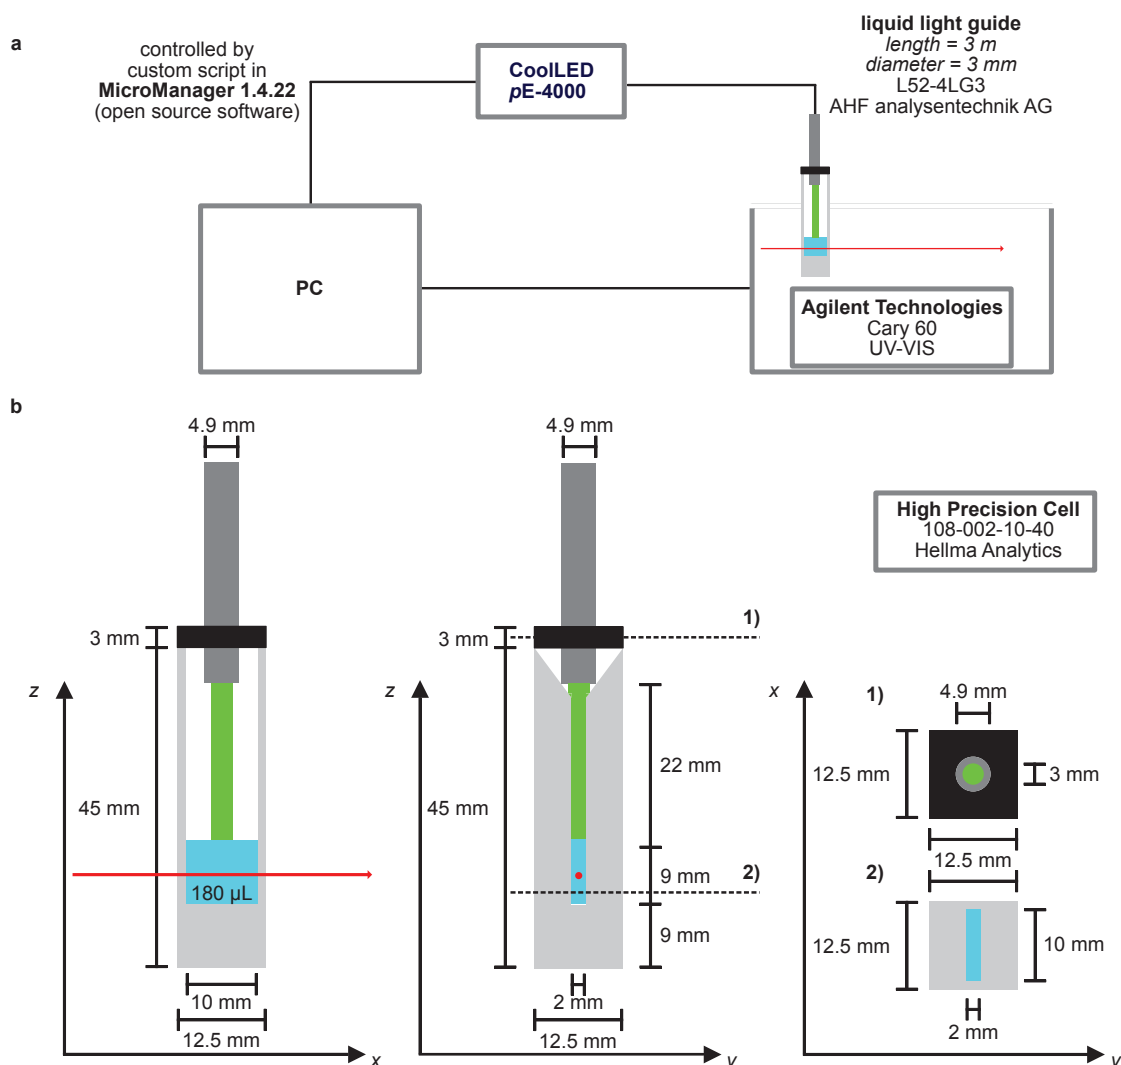 a
controlled by
custom script in
MicroManager 1.4.22
(open source software)
CoolLED
pE-4000
liquid light guide
length = 3 m
diameter = 3 mm
L52-4LG3
AHF analysentechnik AG
PC
Agilent Technologies
Cary 60
UV-VIS
b
4.9 mm
3 mm
z
45 mm
180 µL
10 mm
12.5 mm
x
4.9 mm
1)
3 mm
z
22 mm
45 mm
2)
9 mm
9 mm
2 mm
12.5 mm
y
High Precision Cell
108-002-10-40
Hellma Analytics
x
1)
4.9 mm
12.5 mm
3 mm
12.5 mm
2)
12.5 mm
10 mm
2 mm
y